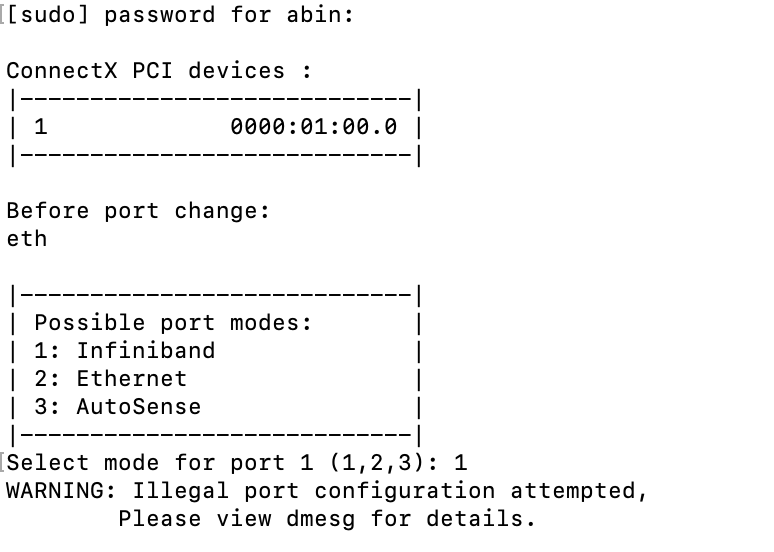 [[sudo] password for abin:
ConnectX PCI devices :
|----------------------------|
| 1             0000:01:00.0 |
|----------------------------|
Before port change:
eth
|----------------------------|
| Possible port modes:       |
| 1: Infiniband              |
| 2: Ethernet                |
| 3: AutoSense               |
|----------------------------|
[Select mode for port 1 (1,2,3): 1
WARNING: Illegal port configuration attempted,
        Please view dmesg for details.